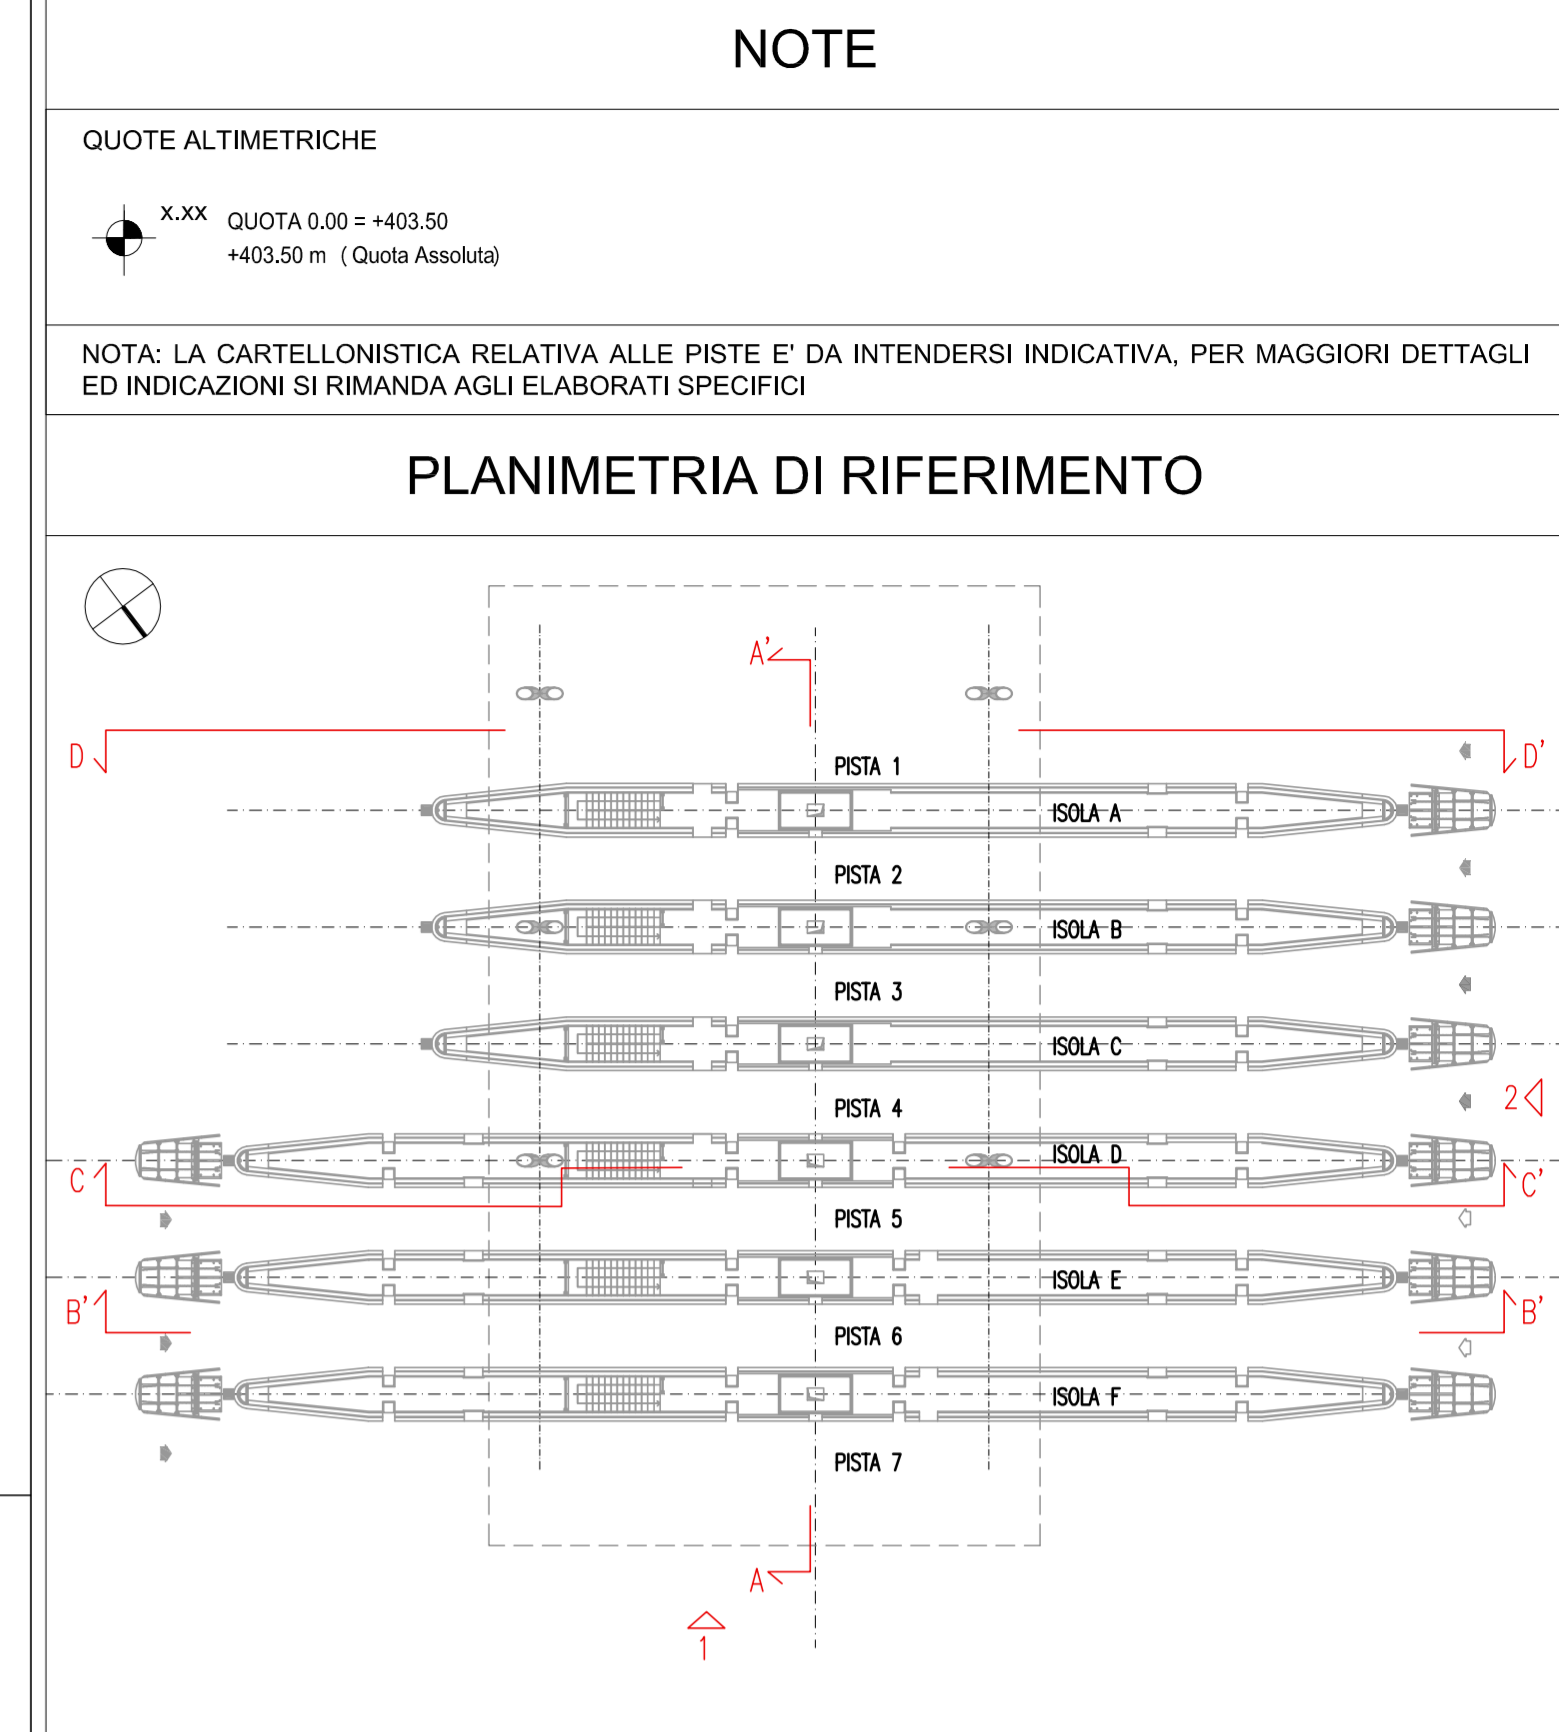 NOTE
QUOTE ALTIMETRICHE
x.xx
QUOTA 0.00 = +403.50
+403.50 m ( Quota Assoluta)
NOTA: LA CARTELLONISTICA RELATIVA ALLE PISTE E' DA INTENDERSI INDICATIVA, PER MAGGIORI DETTAGLI
ED INDICAZIONI SI RIMANDA AGLI ELABORATI SPECIFICI
PLANIMETRIA DI RIFERIMENTO
A'
D
D'
PISTA 1
ISOLA A
PISTA 2
ISOLA B
PISTA 3
ISOLA C
PISTA 4
2
ISOLA D
C
C'
PISTA 5
ISOLA E
B'
B'
PISTA 6
ISOLA F
PISTA 7
A
1